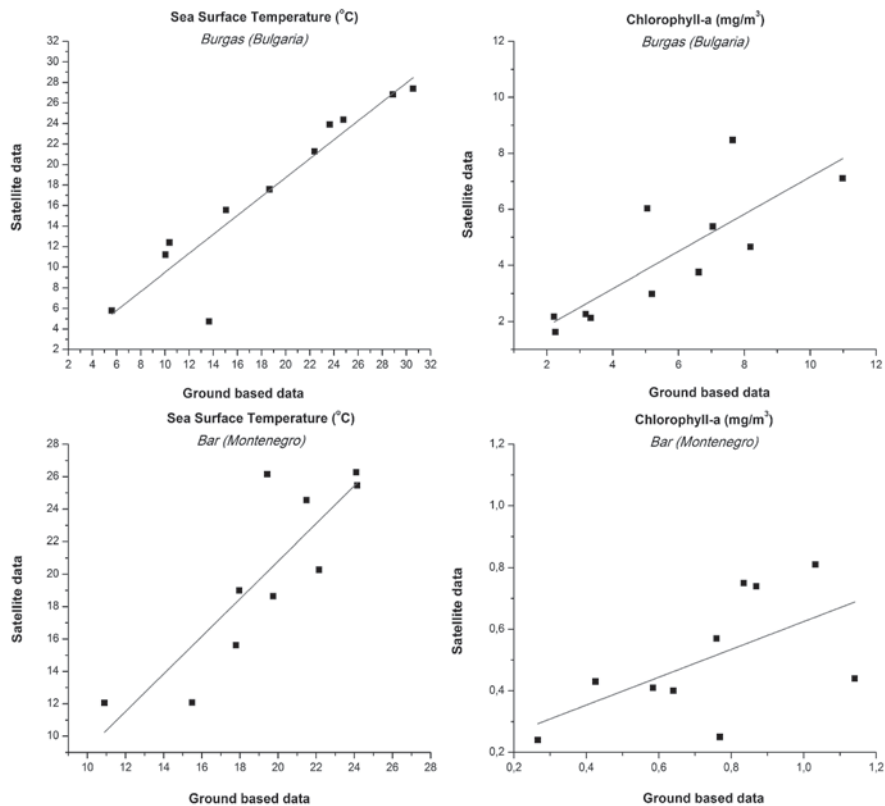 Sea Surface Temperature (°C)
Burgas (Bulgaria)
32
30
28
26
24
22
20
18
16
14
12
10
8
6
4
2
Satellite data
2 4 6 8 10 12 14 16 18 20 22 24 26 28 30 32
Ground based data
Chlorophyll-a (mg/m³)
Burgas (Bulgaria)
12
10
8
6
4
2
Satellite data
2 4 6 8 10 12
Ground based data
Sea Surface Temperature (°C)
Bar (Montenegro)
28
26
24
22
20
18
16
14
12
10
Satellite data
10 12 14 16 18 20 22 24 26 28
Ground based data
Chlorophyll-a (mg/m³)
Bar (Montenegro)
1,2
1,0
0,8
0,6
0,4
0,2
Satellite data
0,2 0,4 0,6 0,8 1,0 1,2
Ground based data